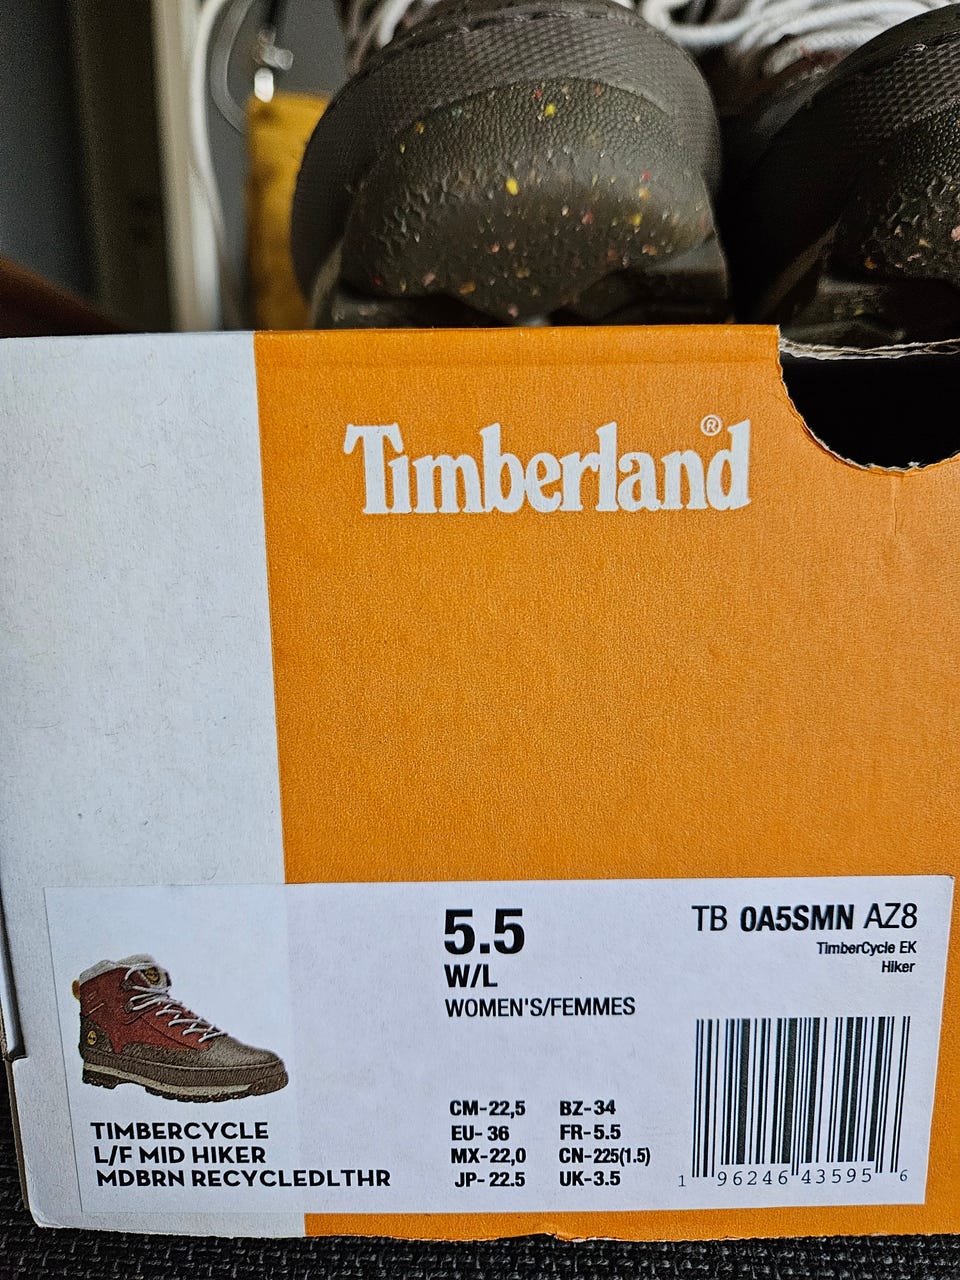 Timberland®
5.5
W/L
WOMEN'S/FEMMES
TB 0A5SMN AZ8
TimberCycle EK
Hiker
TIMBERCYCLE
L/F MID HIKER
MDBRN RECYCLEDLTHR
CM-22,5 BZ-34
EU-36 FR-5.5
MX-22,0 CN-225(1.5)
JP-22.5 UK-3.5
1 96246 43595 6